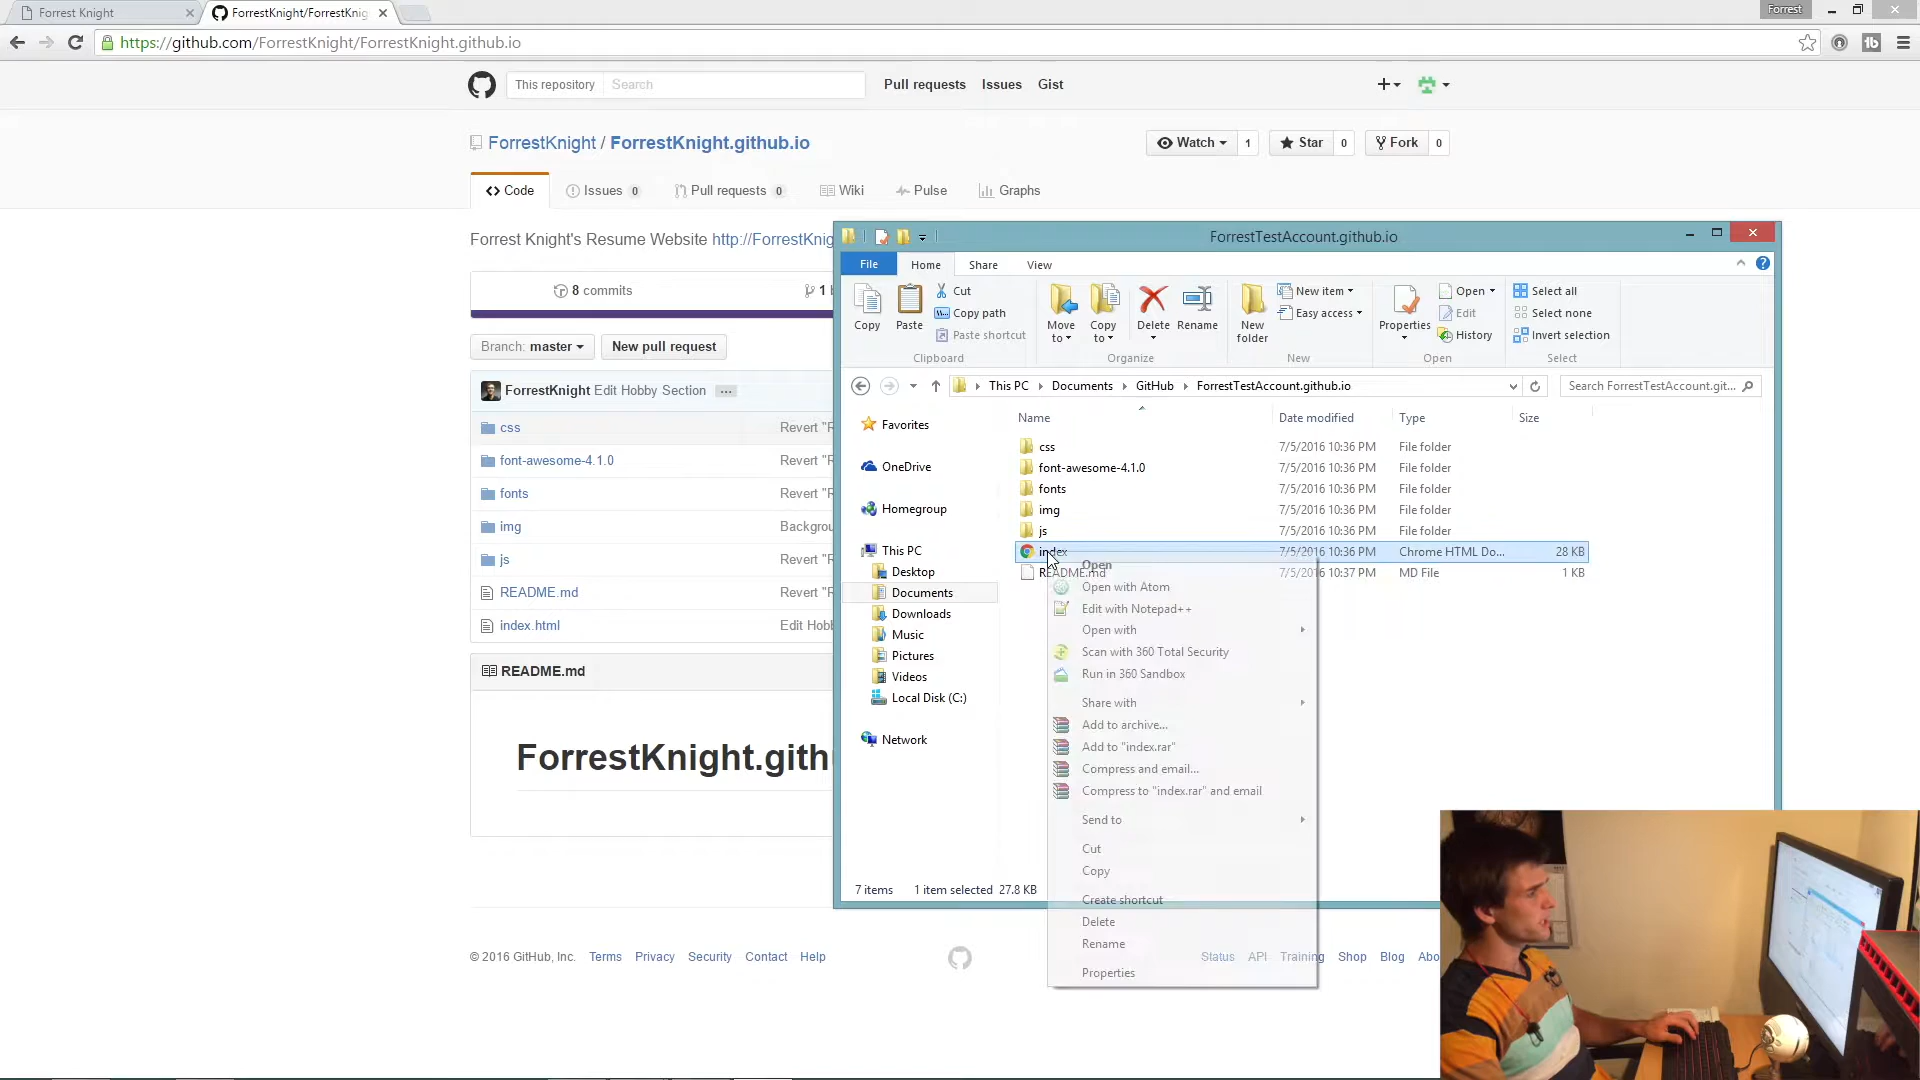 Forrest Knight
ForrestKnight/ForrestKnig
Forrest
https://github.com/ForrestKnight/ForrestKnight.github.io
This repository Search Pull requests Issues Gist
ForrestKnight / ForrestKnight.github.io
Watch 1 Star 0 Fork 0
Code Issues 0 Pull requests 0 Wiki Pulse Graphs
Forrest Knight's Resume Website http://ForrestKnig
8 commits 1 b
Branch: master New pull request
ForrestKnight Edit Hobby Section ...
css Revert "R
font-awesome-4.1.0 Revert "R
fonts Revert "R
img Backgrou
js Revert "R
README.md Revert "R
index.html Edit Hobb
README.md
ForrestKnight.gith
© 2016 GitHub, Inc. Terms Privacy Security Contact Help
Status API Training Shop Blog Abo
ForrestTestAccount.github.io
File Home Share View
Copy
Paste
Cut
Copy path
Paste shortcut
Clipboard
Move to
Copy to
Delete
Rename
Organize
New folder
New item
Easy access
New
Properties
Open
Edit
History
Open
Select all
Select none
Invert selection
Select
This PC Documents GitHub ForrestTestAccount.github.io
Search ForrestTestAccount.git...
Favorites
OneDrive
Homegroup
This PC
Desktop
Documents
Downloads
Music
Pictures
Videos
Local Disk (C:)
Network
Name Date modified Type Size
css 7/5/2016 10:36 PM File folder
font-awesome-4.1.0 7/5/2016 10:36 PM File folder
fonts 7/5/2016 10:36 PM File folder
img 7/5/2016 10:36 PM File folder
js 7/5/2016 10:36 PM File folder
index 7/5/2016 10:36 PM Chrome HTML Do... 28 KB
README.md 7/5/2016 10:37 PM MD File 1 KB
Open
Open with Atom
Edit with Notepad++
Open with
Scan with 360 Total Security
Run in 360 Sandbox
Share with
Add to archive...
Add to "index.rar"
Compress and email...
Compress to "index.rar" and email
Send to
Cut
Copy
Create shortcut
Delete
Rename
Properties
7 items 1 item selected 27.8 KB